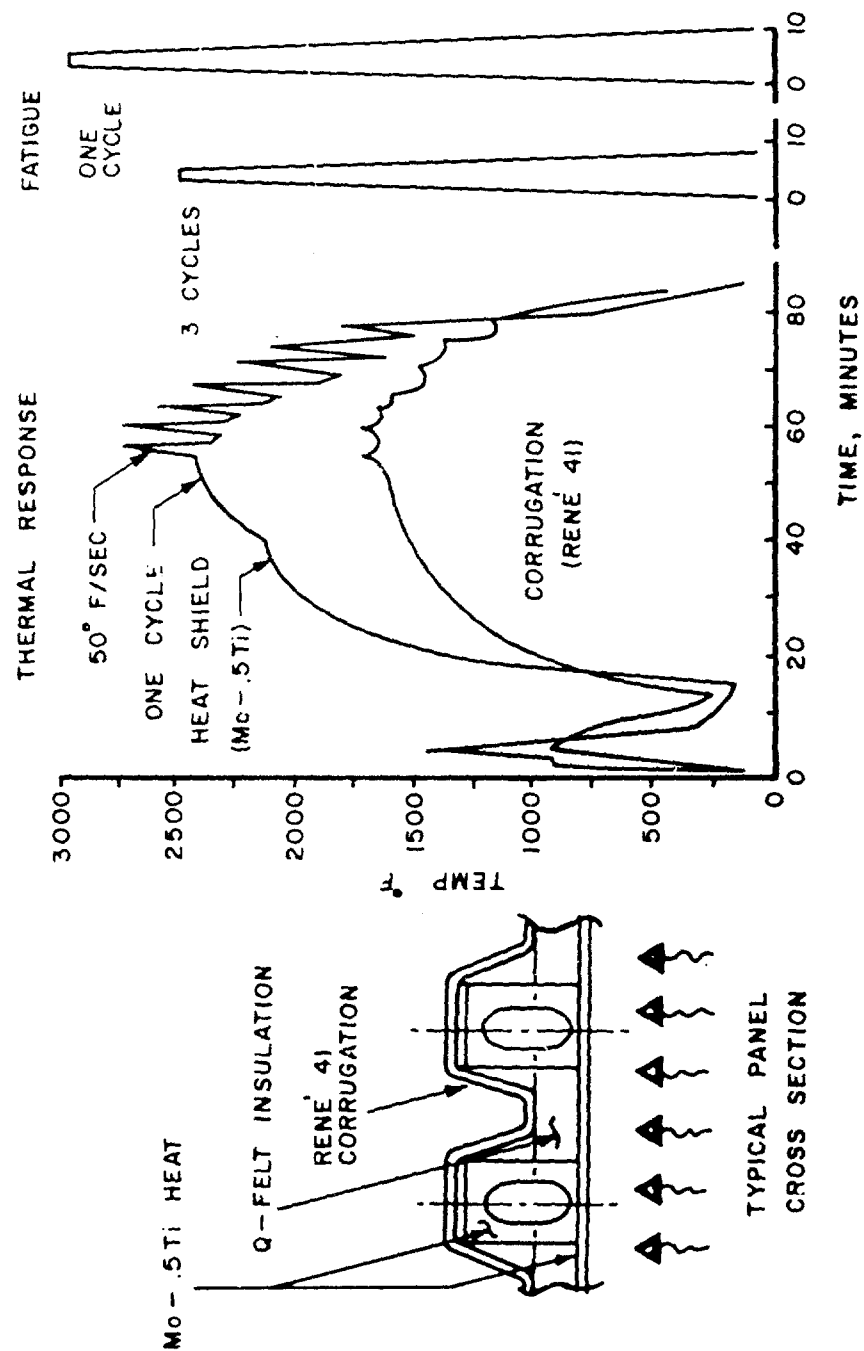 THERMAL RESPONSE
FATIGUE
50° F/SEC
ONE CYCLE
HEAT SHIELD
(Mo-.5Ti)
3 CYCLES
ONE
CYCLE
CORRUGATION
(RENÉ 41)
TEMP °F
3000
2500
2000
1500
1000
500
0
0
20
40
60
80
0
10
0
10
TIME, MINUTES
Mo-.5Ti HEAT
Q-FELT INSULATION
RENÉ 41
CORRUGATION
TYPICAL PANEL
CROSS SECTION